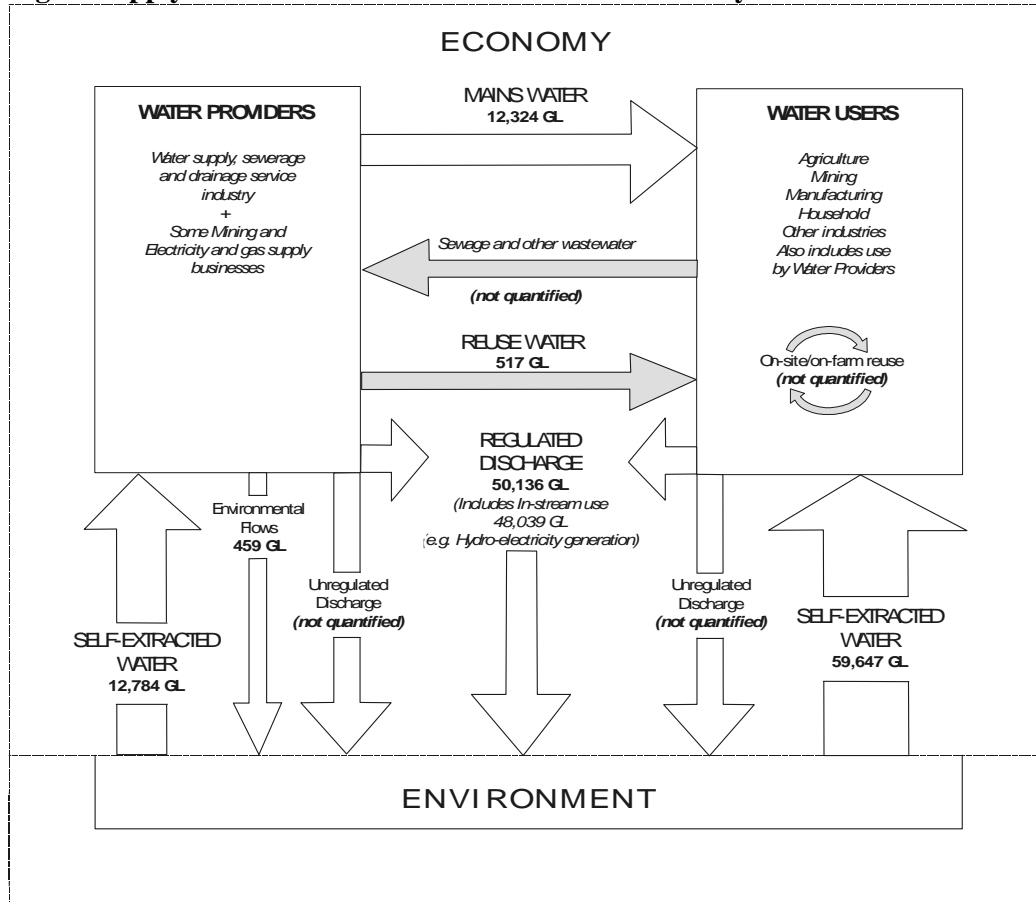 ECONOMY
WATER PROVIDERS
Water supply, sewerage
and drainage service
industry
+
Some Mining and
Electricity and gas supply
businesses
MAINS WATER
12,324 GL
WATER USERS
Agriculture
Mining
Manufacturing
Household
Other industries
Also includes use
by Water Providers
Sewage and other wastewater
(not quantified)
REUSE WATER
517 GL
On-site/on-farm reuse
(not quantified)
REGULATED
DISCHARGE
50,136 GL
(Includes In-stream use
48,039 GL
(e.g. Hydro-electricity generation)
Environmental
Flows
459 GL
Unregulated
Discharge
(not quantified)
Unregulated
Discharge
(not quantified)
SELF-EXTRACTED
WATER
12,784 GL
SELF-EXTRACTED
WATER
59,647 GL
ENVIRONMENT